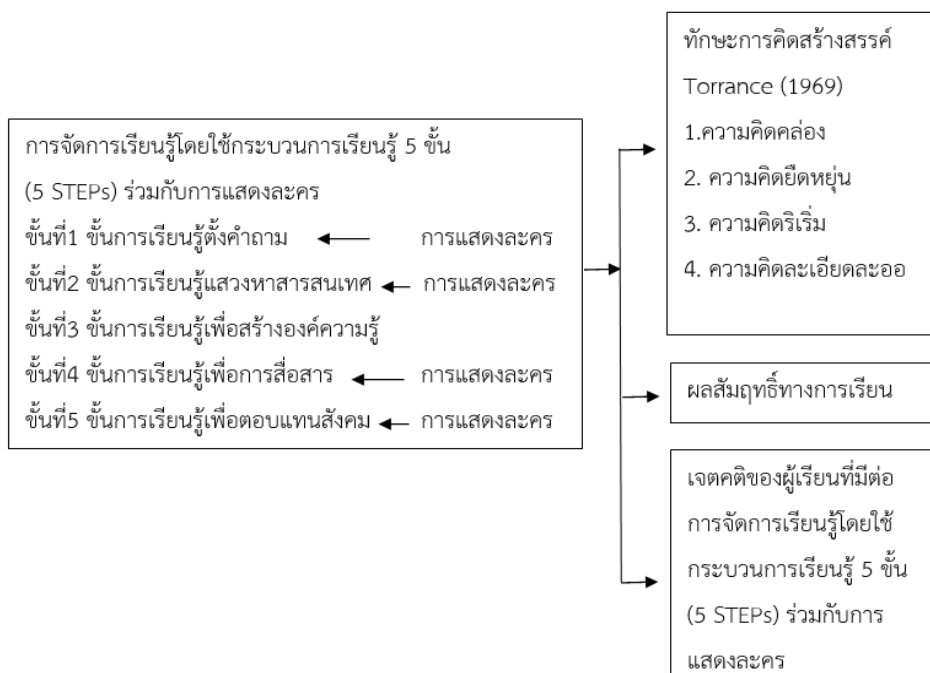 การจัดการเรียนรู้โดยใช้กระบวนการเรียนรู้ 5 ขั้น
(5 STEPs) ร่วมกับการแสดงละคร
ขั้นที่1 ขั้นการเรียนรู้ตั้งคำถาม การแสดงละคร
ขั้นที่2 ขั้นการเรียนรู้แสวงหาสารสนเทศ การแสดงละคร
ขั้นที่3 ขั้นการเรียนรู้เพื่อสร้างองค์ความรู้
ขั้นที่4 ขั้นการเรียนรู้เพื่อการสื่อสาร การแสดงละคร
ขั้นที่5 ขั้นการเรียนรู้เพื่อตอบแทนสังคม การแสดงละคร
ทักษะการคิดสร้างสรรค์
Torrance (1969)
1.ความคิดคล่อง
2. ความคิดยืดหยุ่น
3. ความคิดริเริ่ม
4. ความคิดละเอียดละออ
ผลสัมฤทธิ์ทางการเรียน
เจตคติของผู้เรียนที่มีต่อ
การจัดการเรียนรู้โดยใช้
กระบวนการเรียนรู้ 5 ขั้น
(5 STEPs) ร่วมกับการ
แสดงละคร